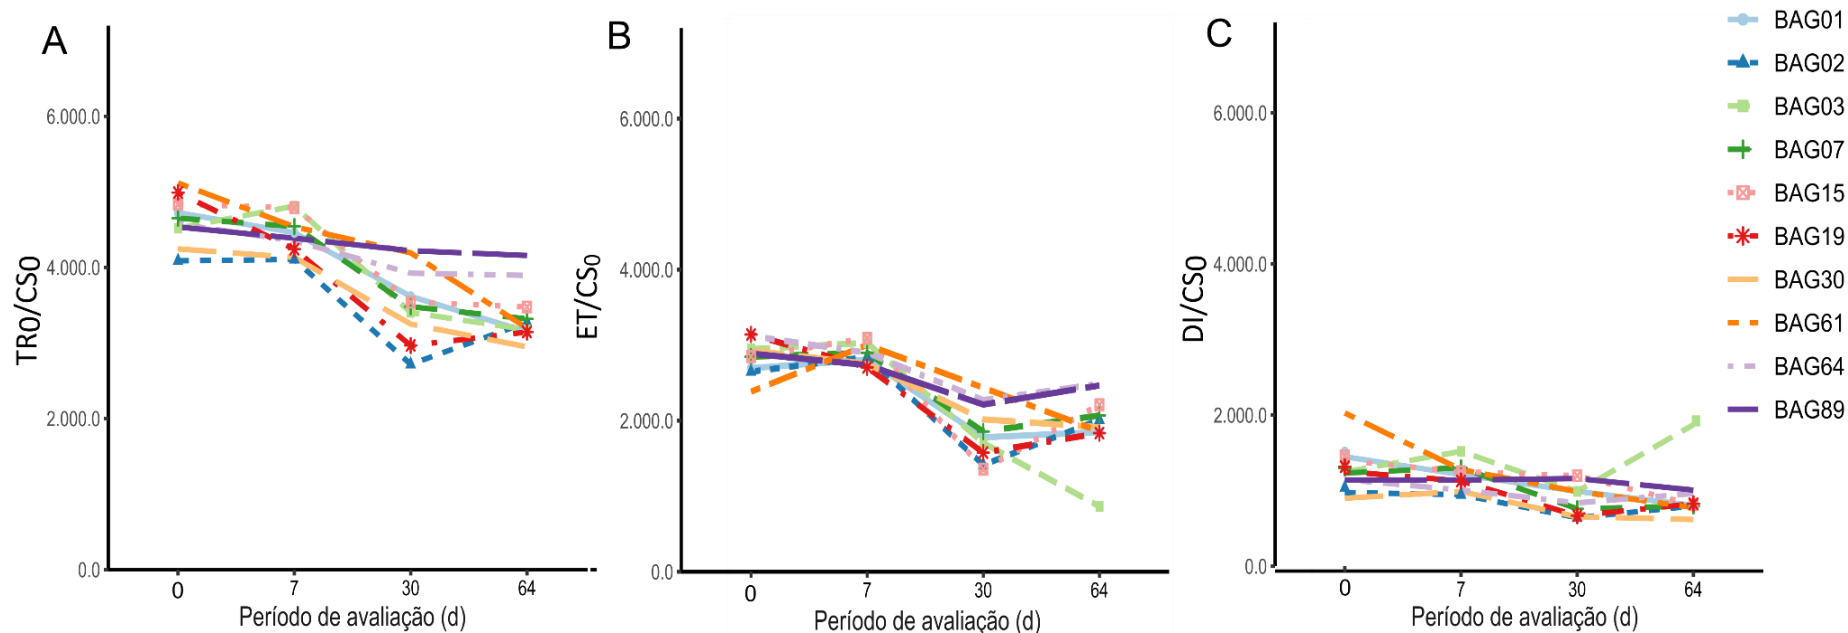 A
TR0/CS0
6.000.0
4.000.0
2.000.0
0.0
0 7 30 64
Período de avaliação (d)
B
ET/CS0
6.000.0
4.000.0
2.000.0
0.0
0 7 30 64
Período de avaliação (d)
C
DI/CS0
6.000.0
4.000.0
2.000.0
0.0
0 7 30 64
Período de avaliação (d)
BAG01
BAG02
BAG03
BAG07
BAG15
BAG19
BAG30
BAG61
BAG64
BAG89